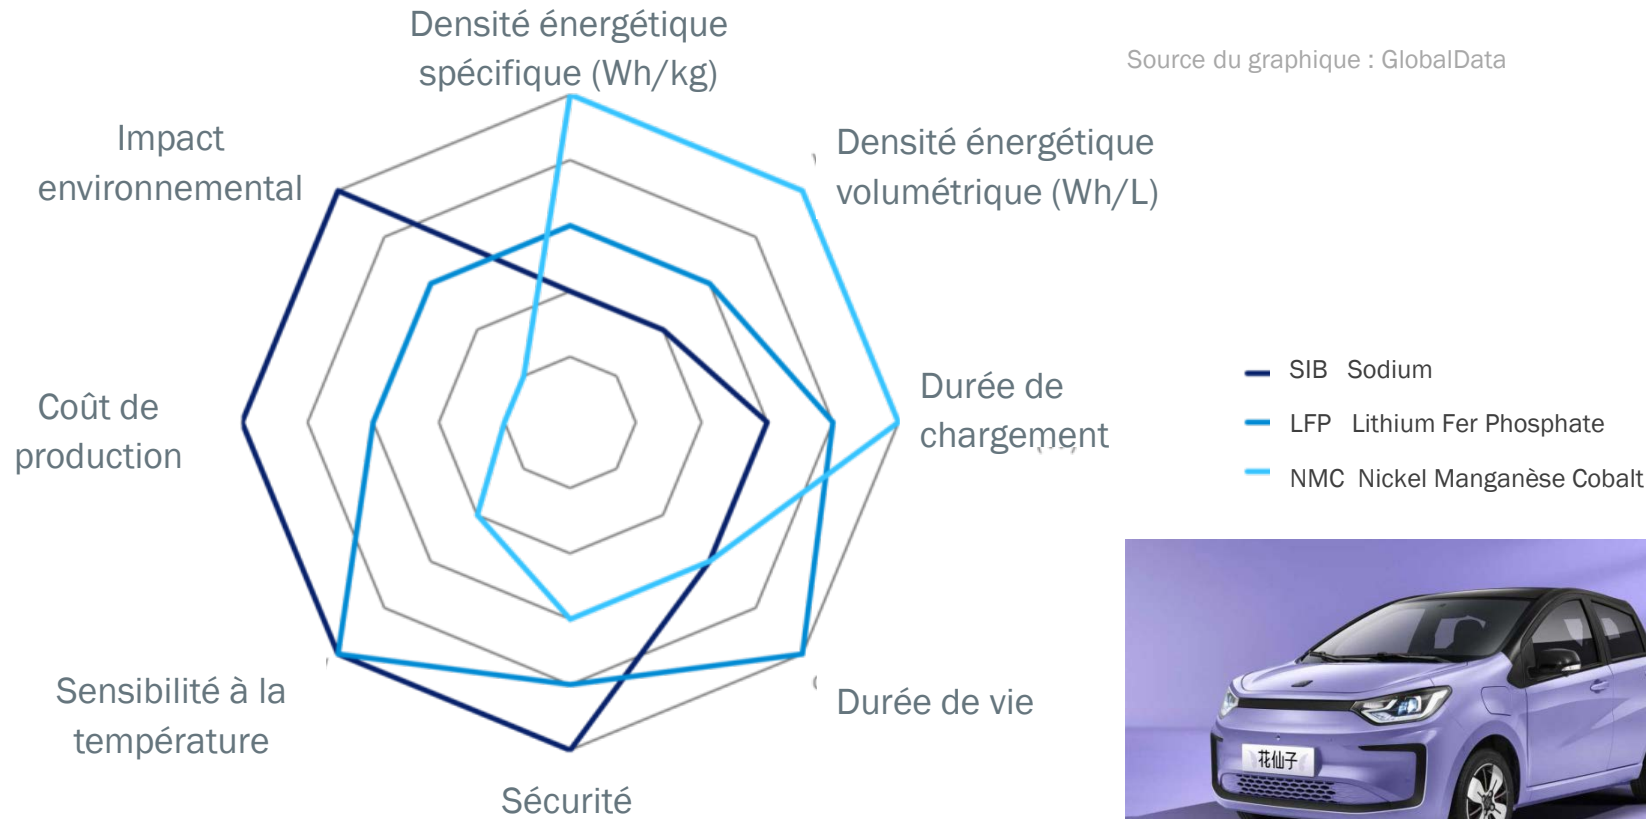 Densité énergétique
spécifique (Wh/kg)
Source du graphique : GlobalData
Impact
environnemental
Densité énergétique
volumétrique (Wh/L)
Durée de
chargement
SIB Sodium
LFP Lithium Fer Phosphate
NMC Nickel Manganèse Cobalt
Coût de
production
Sensibilité à la
température
Durée de vie
Sécurité
花仙子